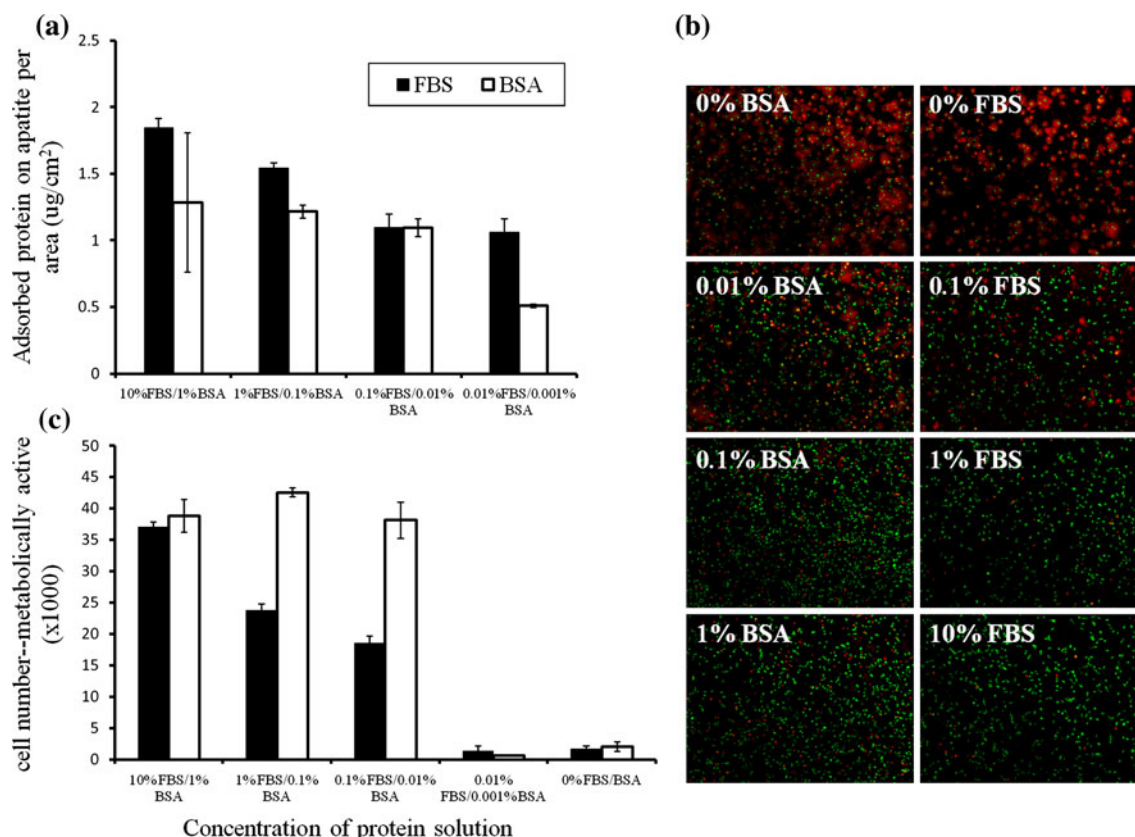 (a)
Adsorbed protein on apatite per
area (ug/cm²)
2.5
2
1.5
1
0.5
0
FBS
BSA
10%FBS/1%BSA
1%FBS/0.1%BSA
0.1%FBS/0.01%
BSA
0.01%FBS/0.001%
BSA
(b)
0% BSA
0% FBS
0.01% BSA
0.1% FBS
0.1% BSA
1% FBS
1% BSA
10% FBS
(c)
cell number--metabolically active
(x1000)
50
45
40
35
30
25
20
15
10
5
0
10%FBS/1%
BSA
1%FBS/0.1%
BSA
0.1%FBS/0.01%
BSA
0.01%
FBS/0.001%BSA
0%FBS/BSA
Concentration of protein solution